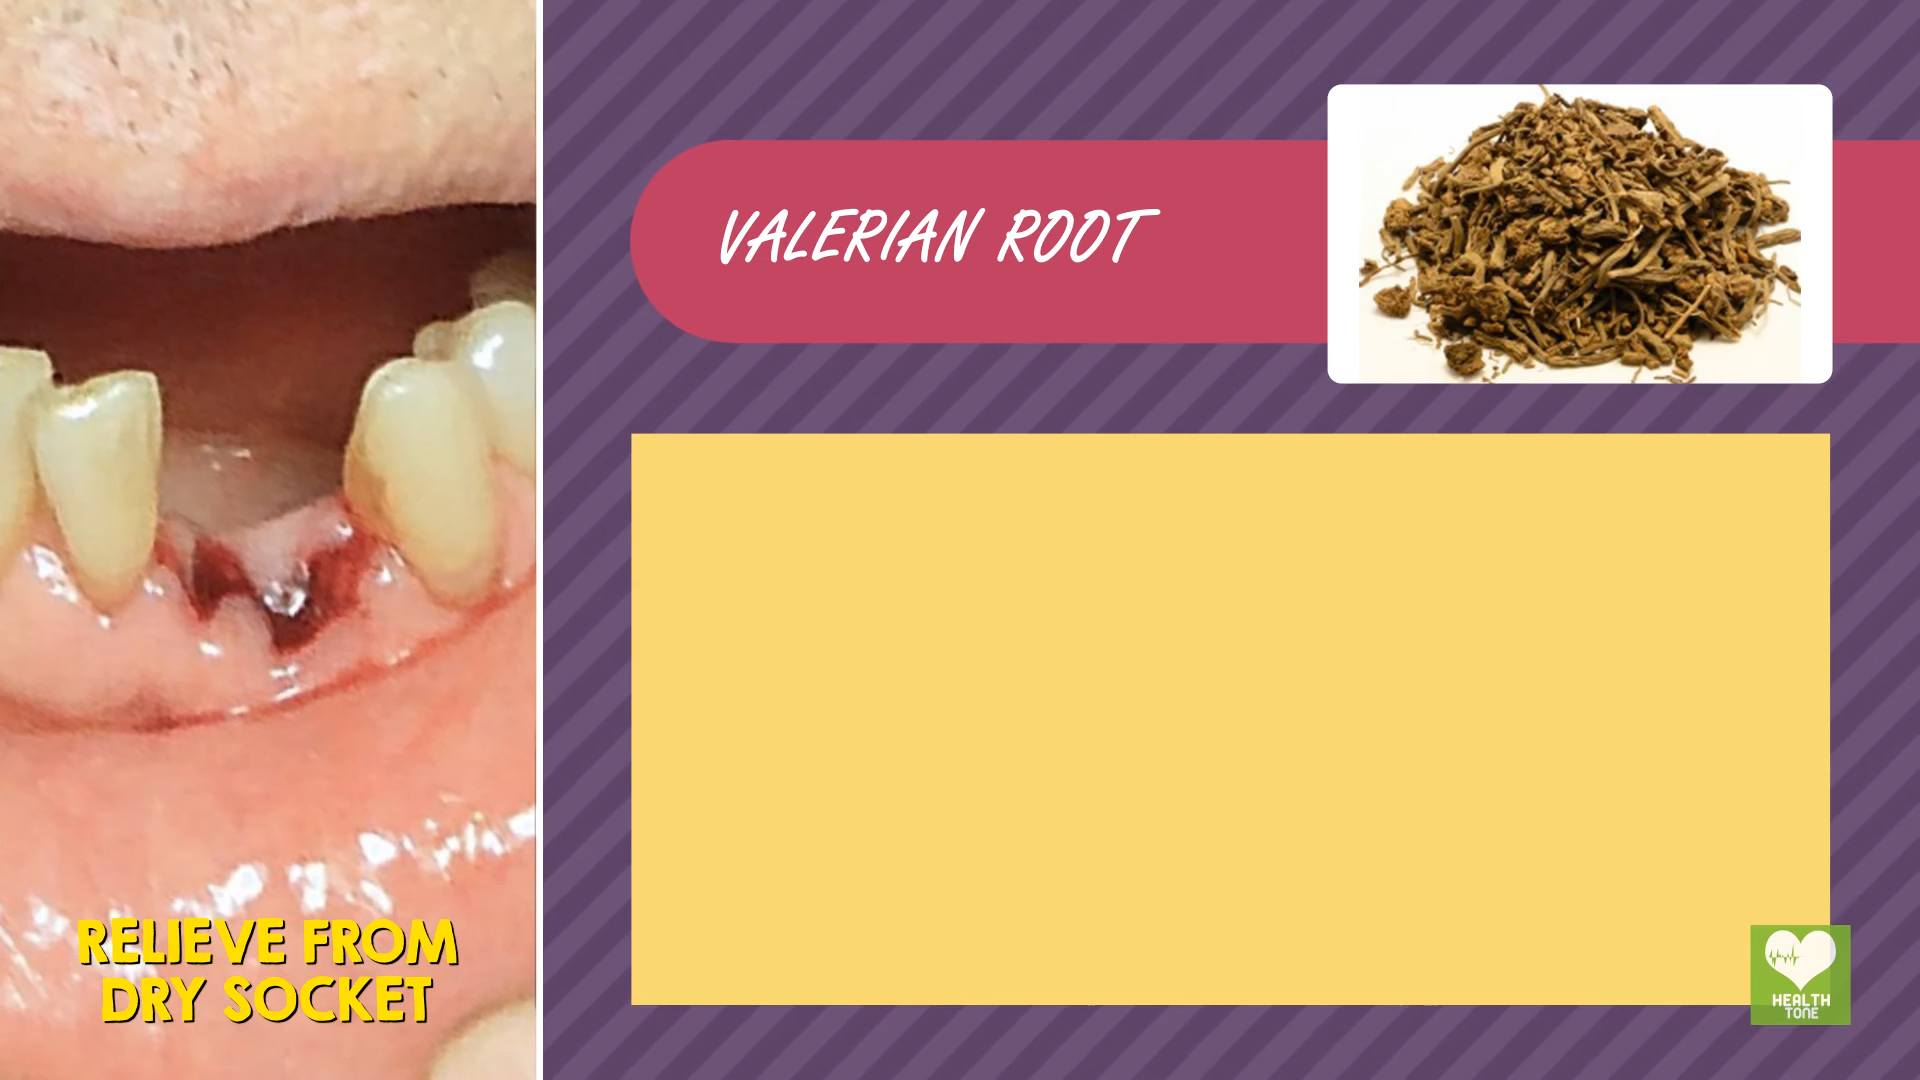 VALERIAN ROOT
RELIEVE FROM
DRY SOCKET
HEALTH
TONE